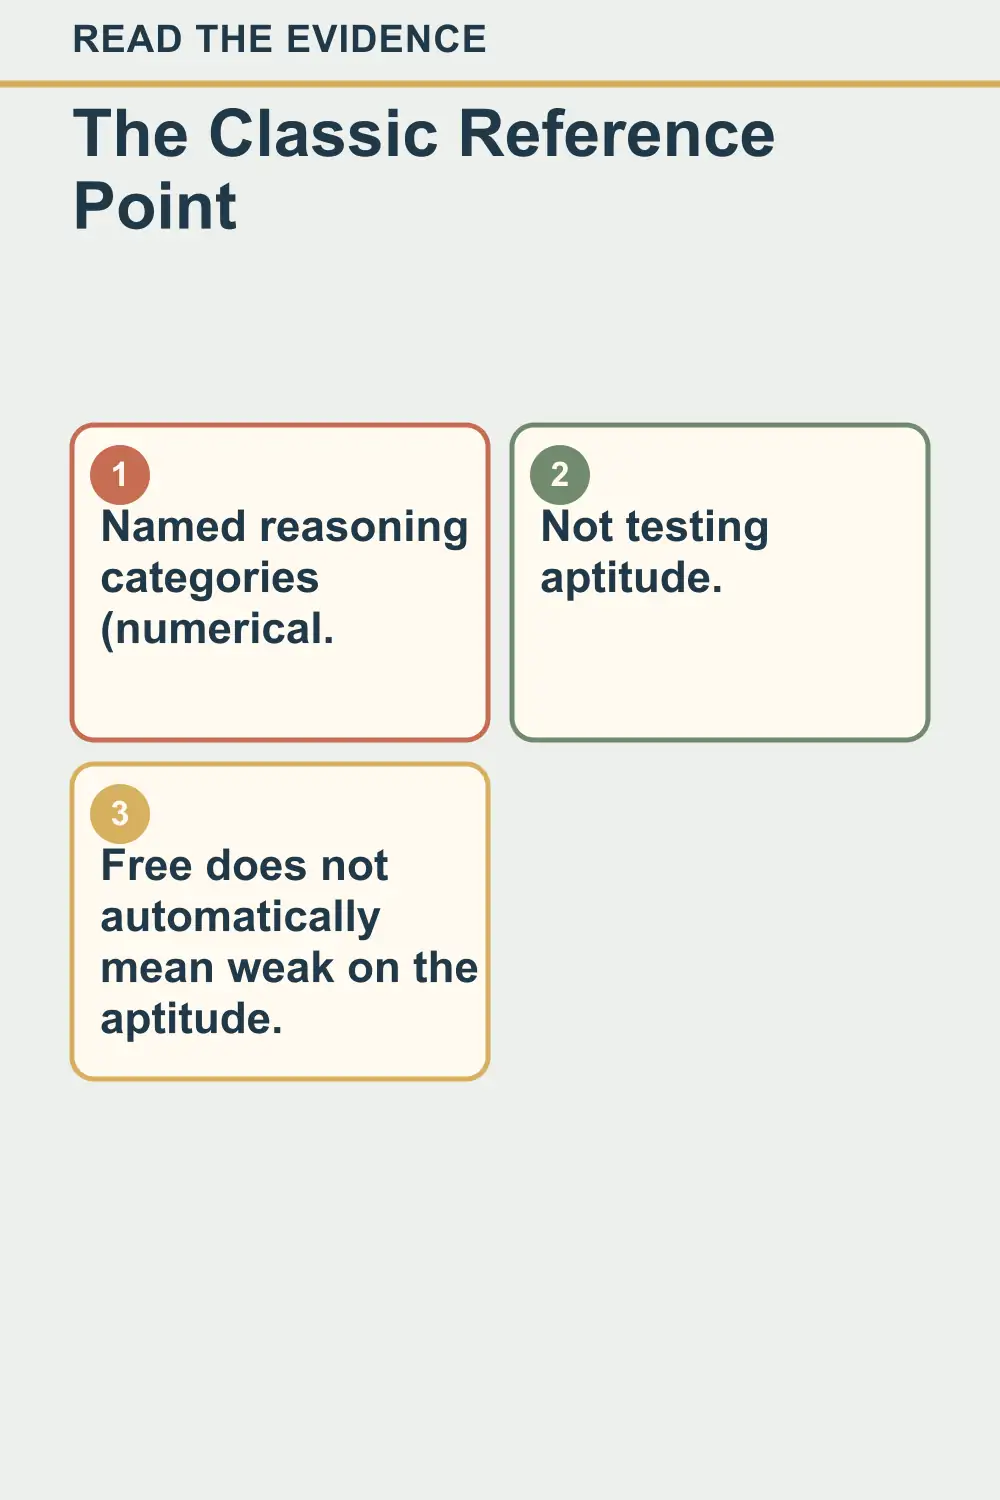 READ THE EVIDENCE
The Classic Reference
Point
1
Named reasoning
categories
(numerical.
2
Not testing
aptitude.
3
Free does not
automatically
mean weak on the
aptitude.